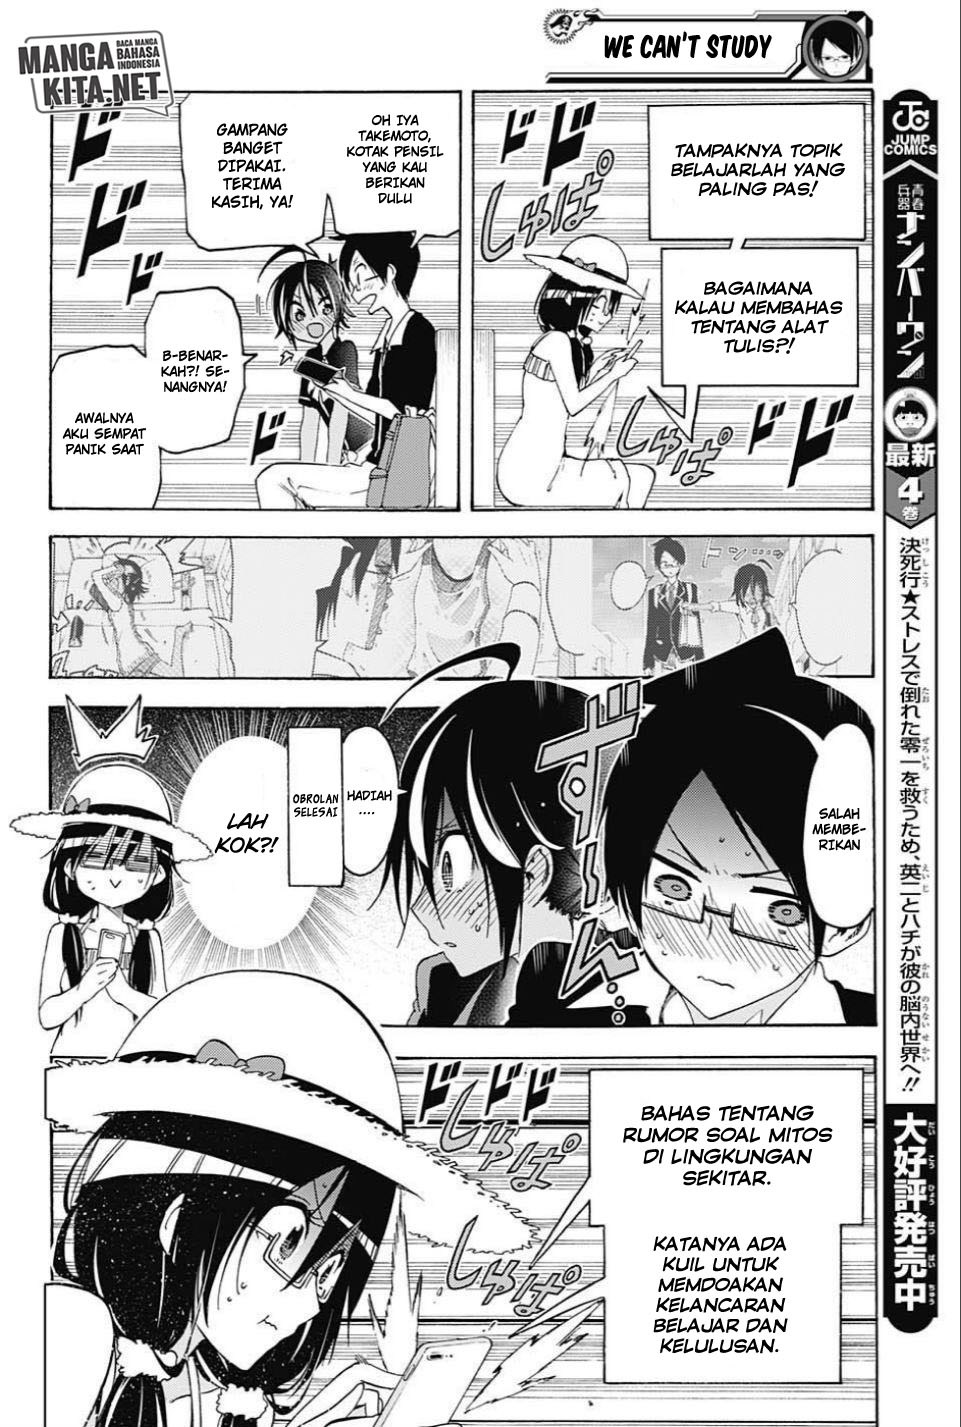 MANGA
KITA.NET
BACA MANGA
BAHASA
INDONESIA
WE CAN'T STUDY
TAMPAKNYA TOPIK
BELAJARLAH YANG
PALING PAS!
BAGAIMANA
KALAU MEMBAHAS
TENTANG ALAT
TULIS?!
しゅぱ
しゅぱ
OH IYA
TAKEMOTO,
KOTAK PENSIL
YANG KAU
BERIKAN
DULU
GAMPANG
BANGET
DIPAKAI.
TERIMA
KASIH, YA!
B-BENAR-
KAH?! SE-
NANGNYA!
AWALNYA
AKU SEMPAT
PANIK SAAT
ドド
ドド
ドド
SALAH
MEMBE-
RIKAN
HADIAH
....
OBROLAN
SELESAI
LAH
KOK?!
BAHAS TENTANG
RUMOR SOAL MITOS
DI LINGKUNGAN
SEKITAR.
KATANYA ADA
KUIL UNTUK
MEMDOAKAN
KELANCARAN
BELAJAR DAN
KELULUSAN.
ドドド
しゅぱ
しゅぱ
JUMP
COMICS
青春
兵器
ナンバーワン
最新
4
巻
決死行★ストレスで倒れた零一を救うため、英二とハチが彼の脳内世界へ!!
大好評発売中